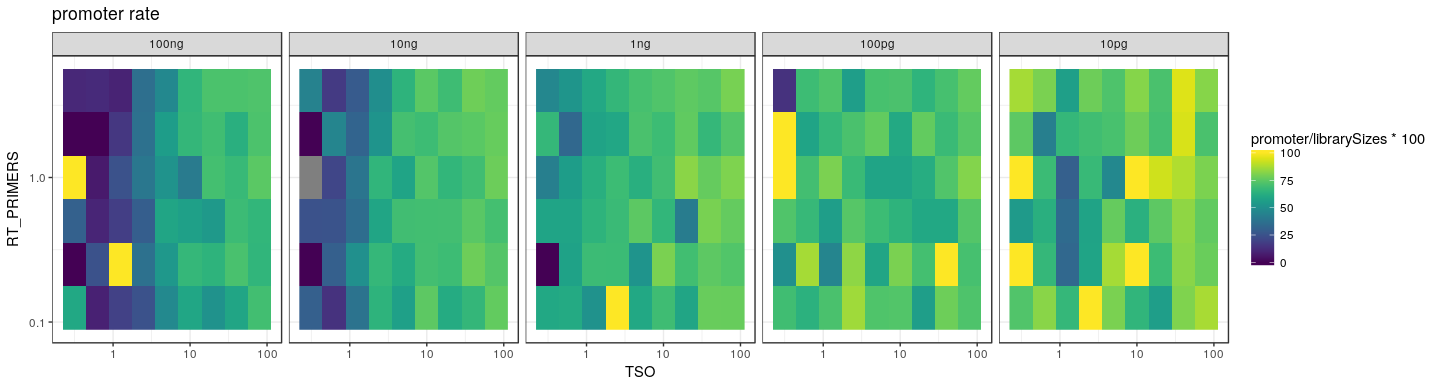 promoter rate
100ng 10ng 1ng 100pg 10pg
RT_PRIMERS
1.0
0.1
promoter/librarySizes * 100
100
75
50
25
0
1 10 100 1 10 100 1 10 100 1 10 100 1 10 100
TSO